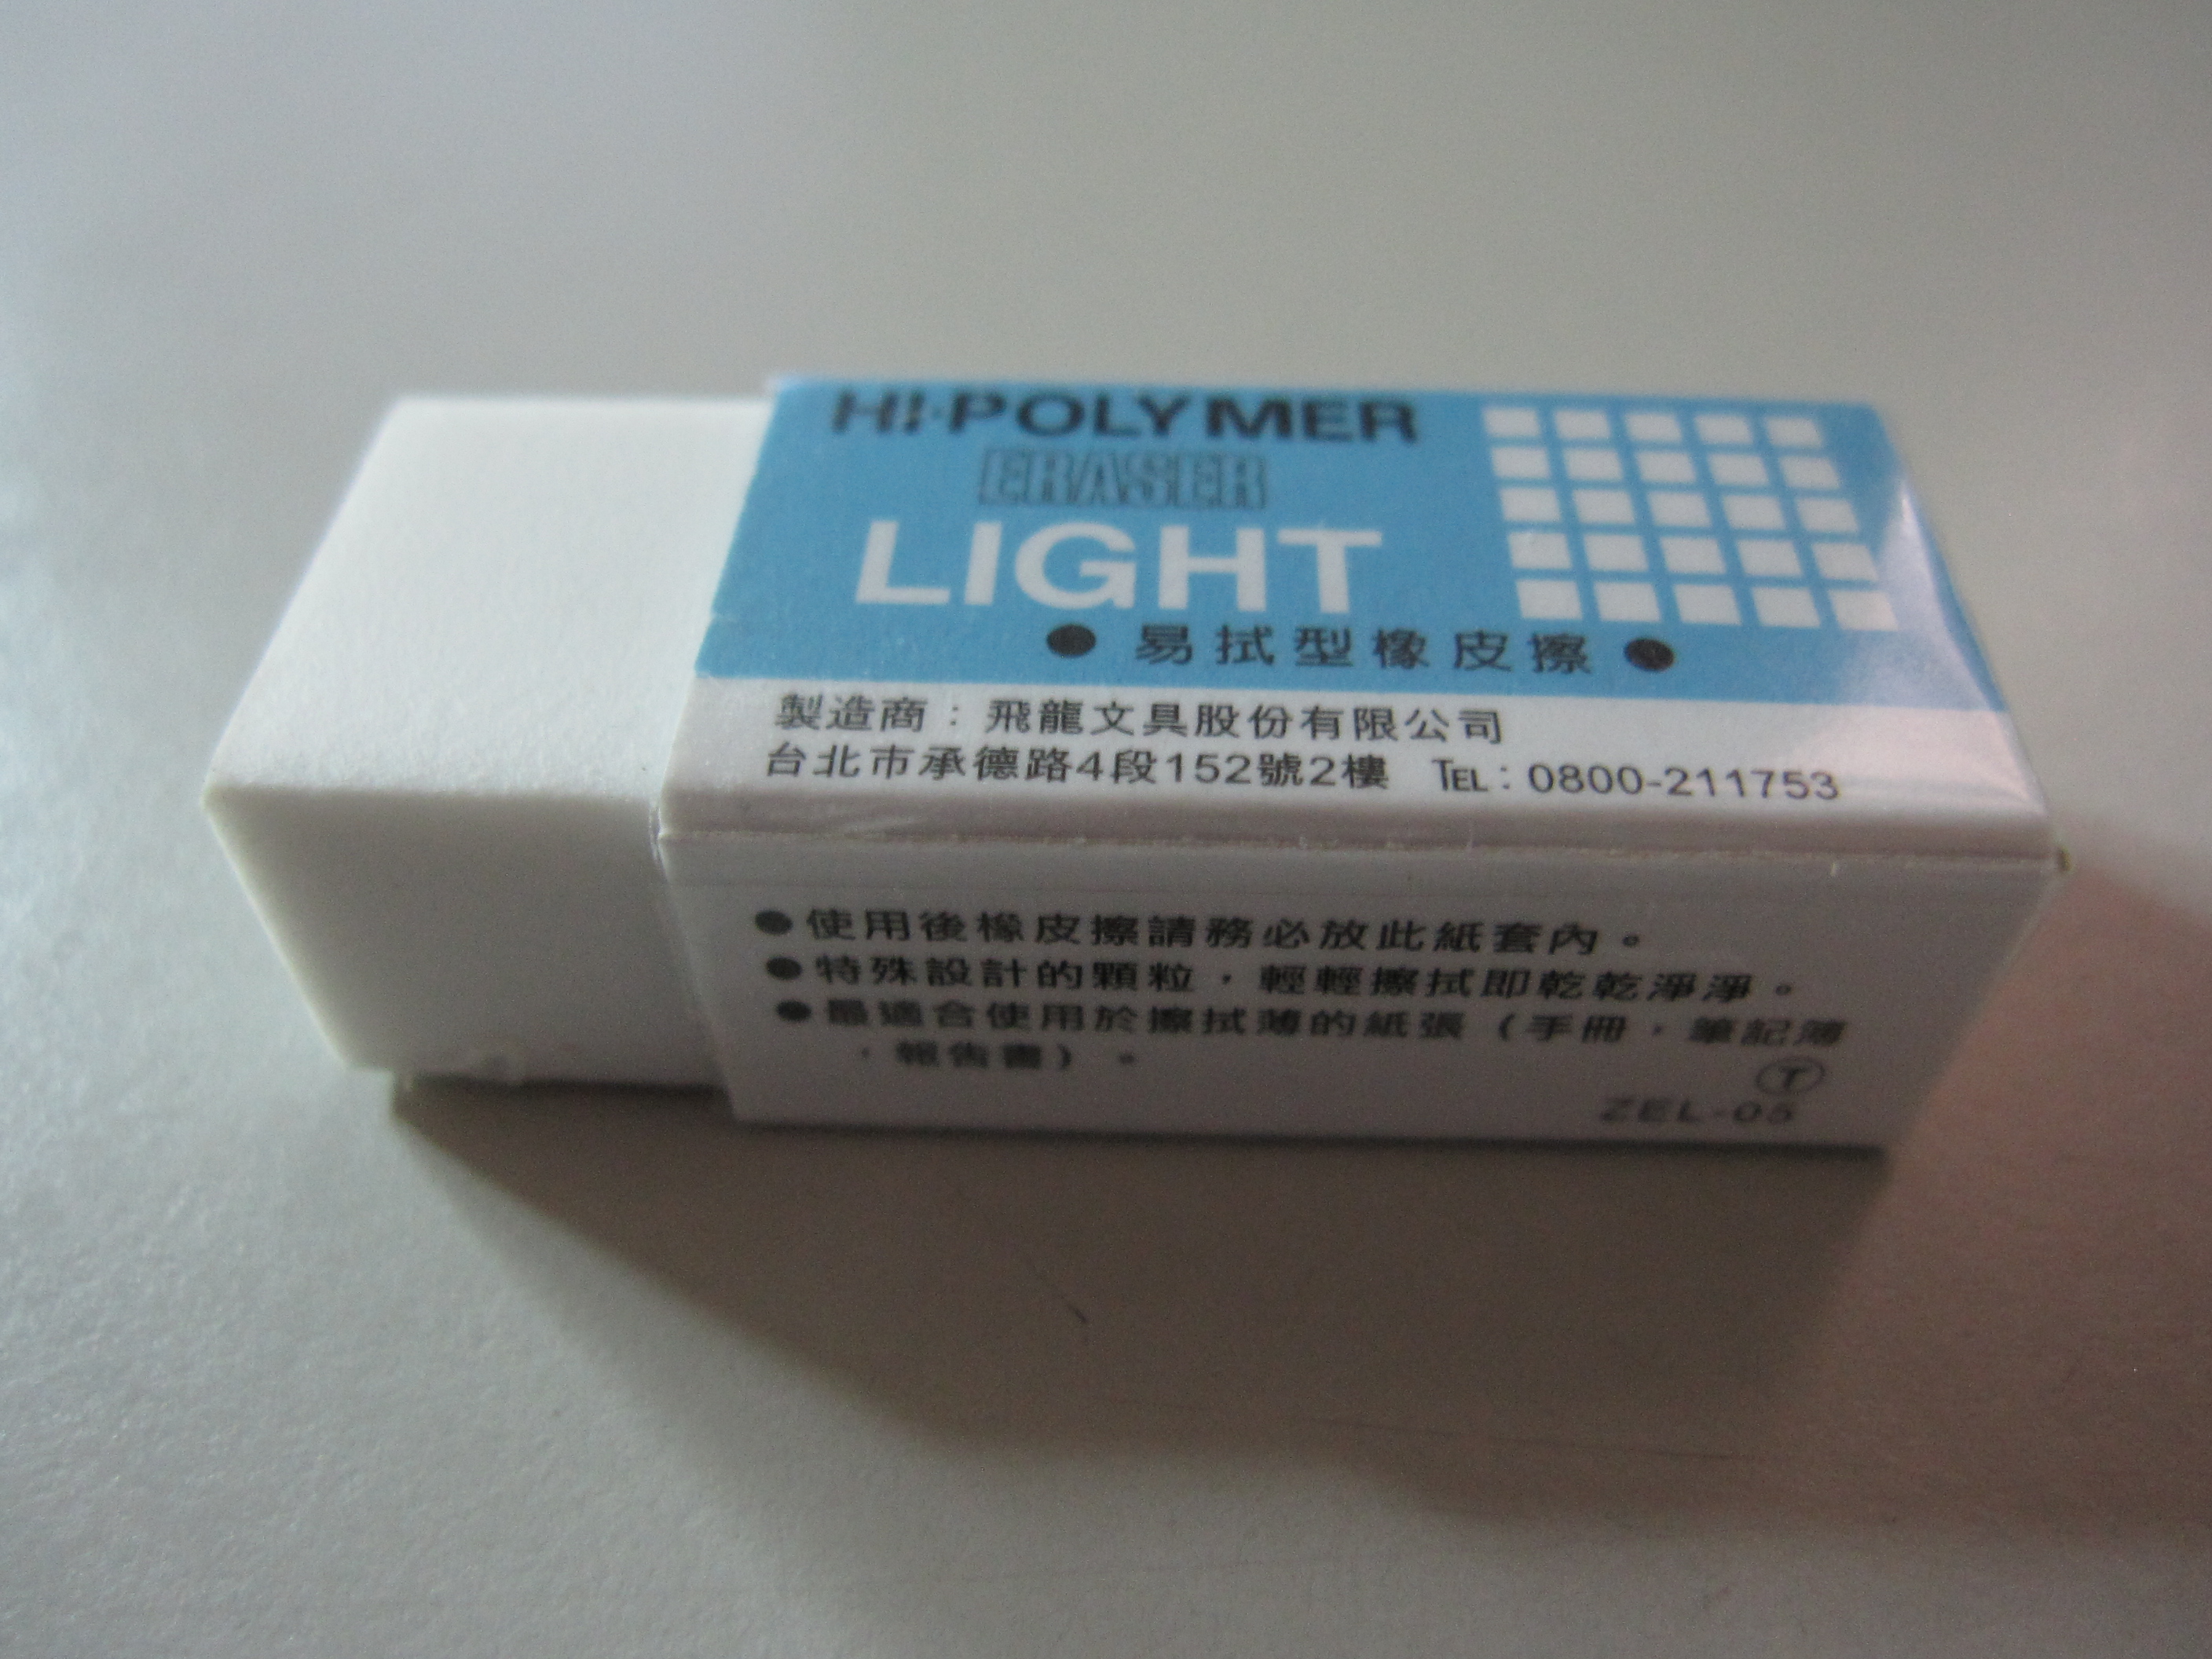 HI-POLYMER
ERASER
LIGHT
● 易拭型橡皮擦 ●
製造商：飛龍文具股份有限公司
台北市承德路4段152號2樓 TEL：0800-211753
●使用後橡皮擦請務必放此紙套內。
●特殊設計的顆粒，輕輕擦拭即乾乾淨淨。
●最適合使用於擦拭薄的紙張（手冊，筆記簿
，報告書）。
Ⓣ
ZEL-05